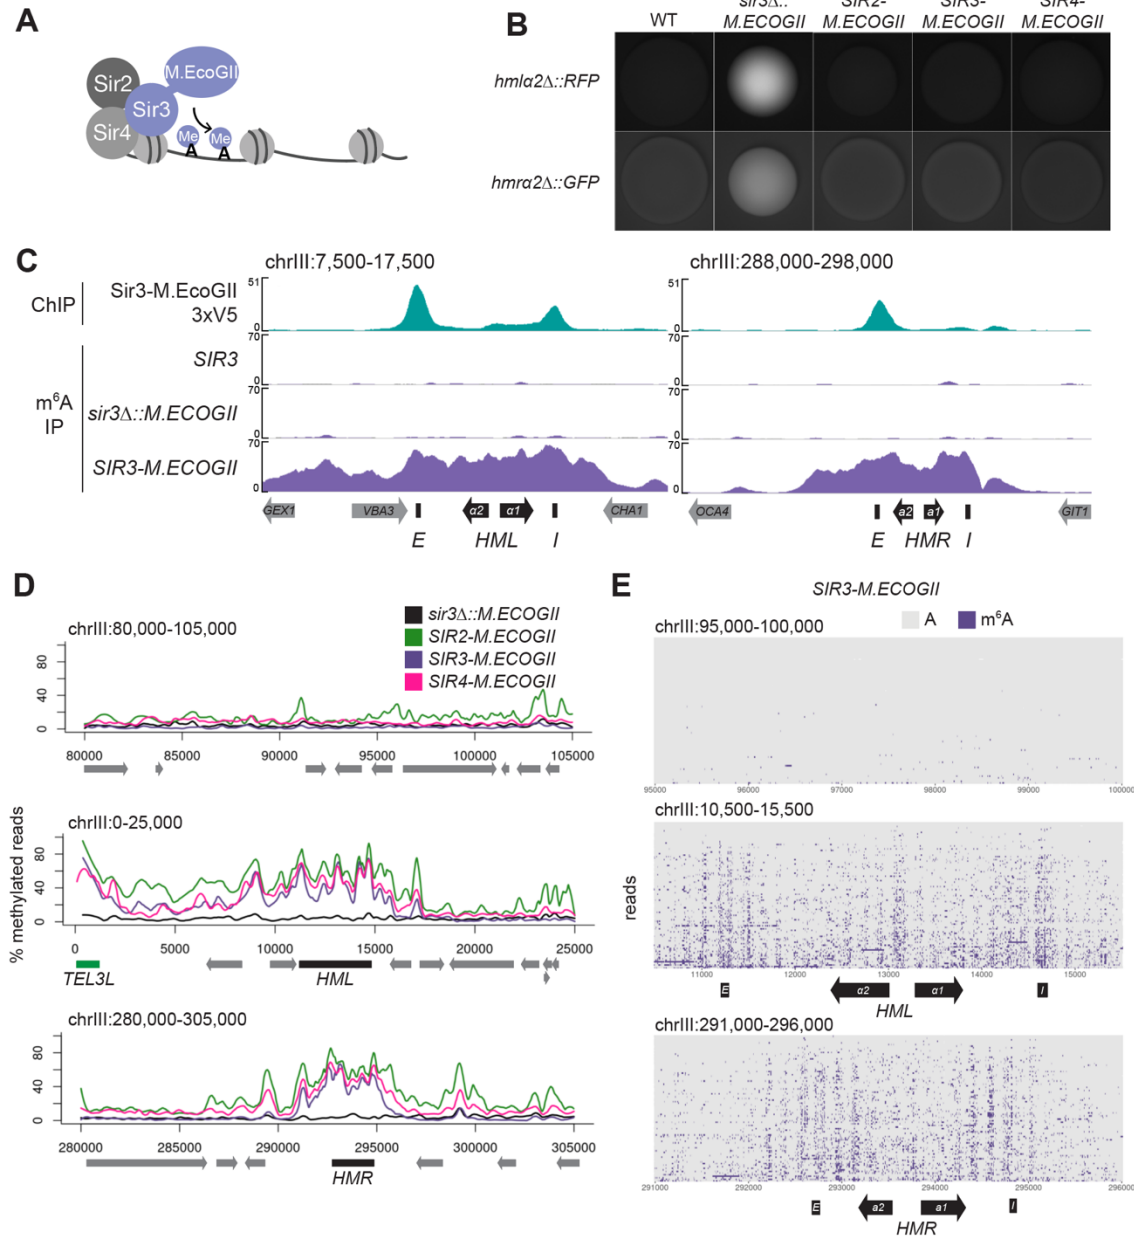 A
Sir2
M.EcoGII
Sir3
Sir4
Me
Me
A
A
B
WT
sir3Δ::
M.ECOGII
SIR2-
M.ECOGII
SIR3-
M.ECOGII
SIR4-
M.ECOGII
hmlα2Δ::RFP
hmrα2Δ::GFP
C
chrIII:7,500-17,500
chrIII:288,000-298,000
ChIP
Sir3-M.EcoGII
3xV5
51
0
51
0
m⁶A
IP
SIR3
70
0
70
0
sir3Δ::M.ECOGII
70
0
70
0
SIR3-M.ECOGII
70
0
70
0
GEX1
VBA3
α2
α1
CHA1
OCA4
a2
a1
GIT1
E
HML
I
E
HMR
I
D
sir3Δ::M.ECOGII
SIR2-M.ECOGII
SIR3-M.ECOGII
SIR4-M.ECOGII
% methylated reads
chrIII:80,000-105,000
80
40
0
80000 85000 90000 95000 100000 105000
chrIII:0-25,000
80
40
0
0 5000 10000 15000 20000 25000
TEL3L
HML
chrIII:280,000-305,000
80
40
0
280000 285000 290000 295000 300000 305000
HMR
E
SIR3-M.ECOGII
A
m⁶A
chrIII:95,000-100,000
95000 96000 97000 98000 99000 100000
chrIII:10,500-15,500
reads
11000 12000 13000 14000 15000
E
α2
α1
I
HML
chrIII:291,000-296,000
291000 292000 293000 294000 295000 296000
E
a2
a1
I
HMR